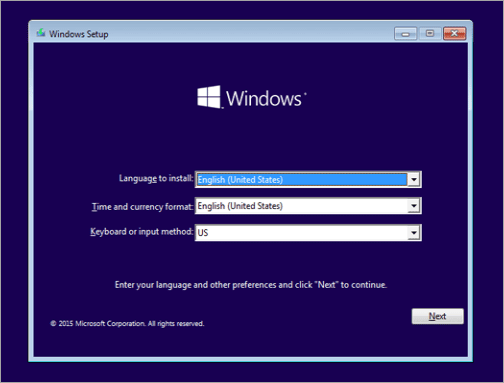 Windows Setup
Windows
Language to install: English (United States)
Time and currency format: English (United States)
Keyboard or input method: US
Enter your language and other preferences and click "Next" to continue.
© 2015 Microsoft Corporation. All rights reserved.
Next